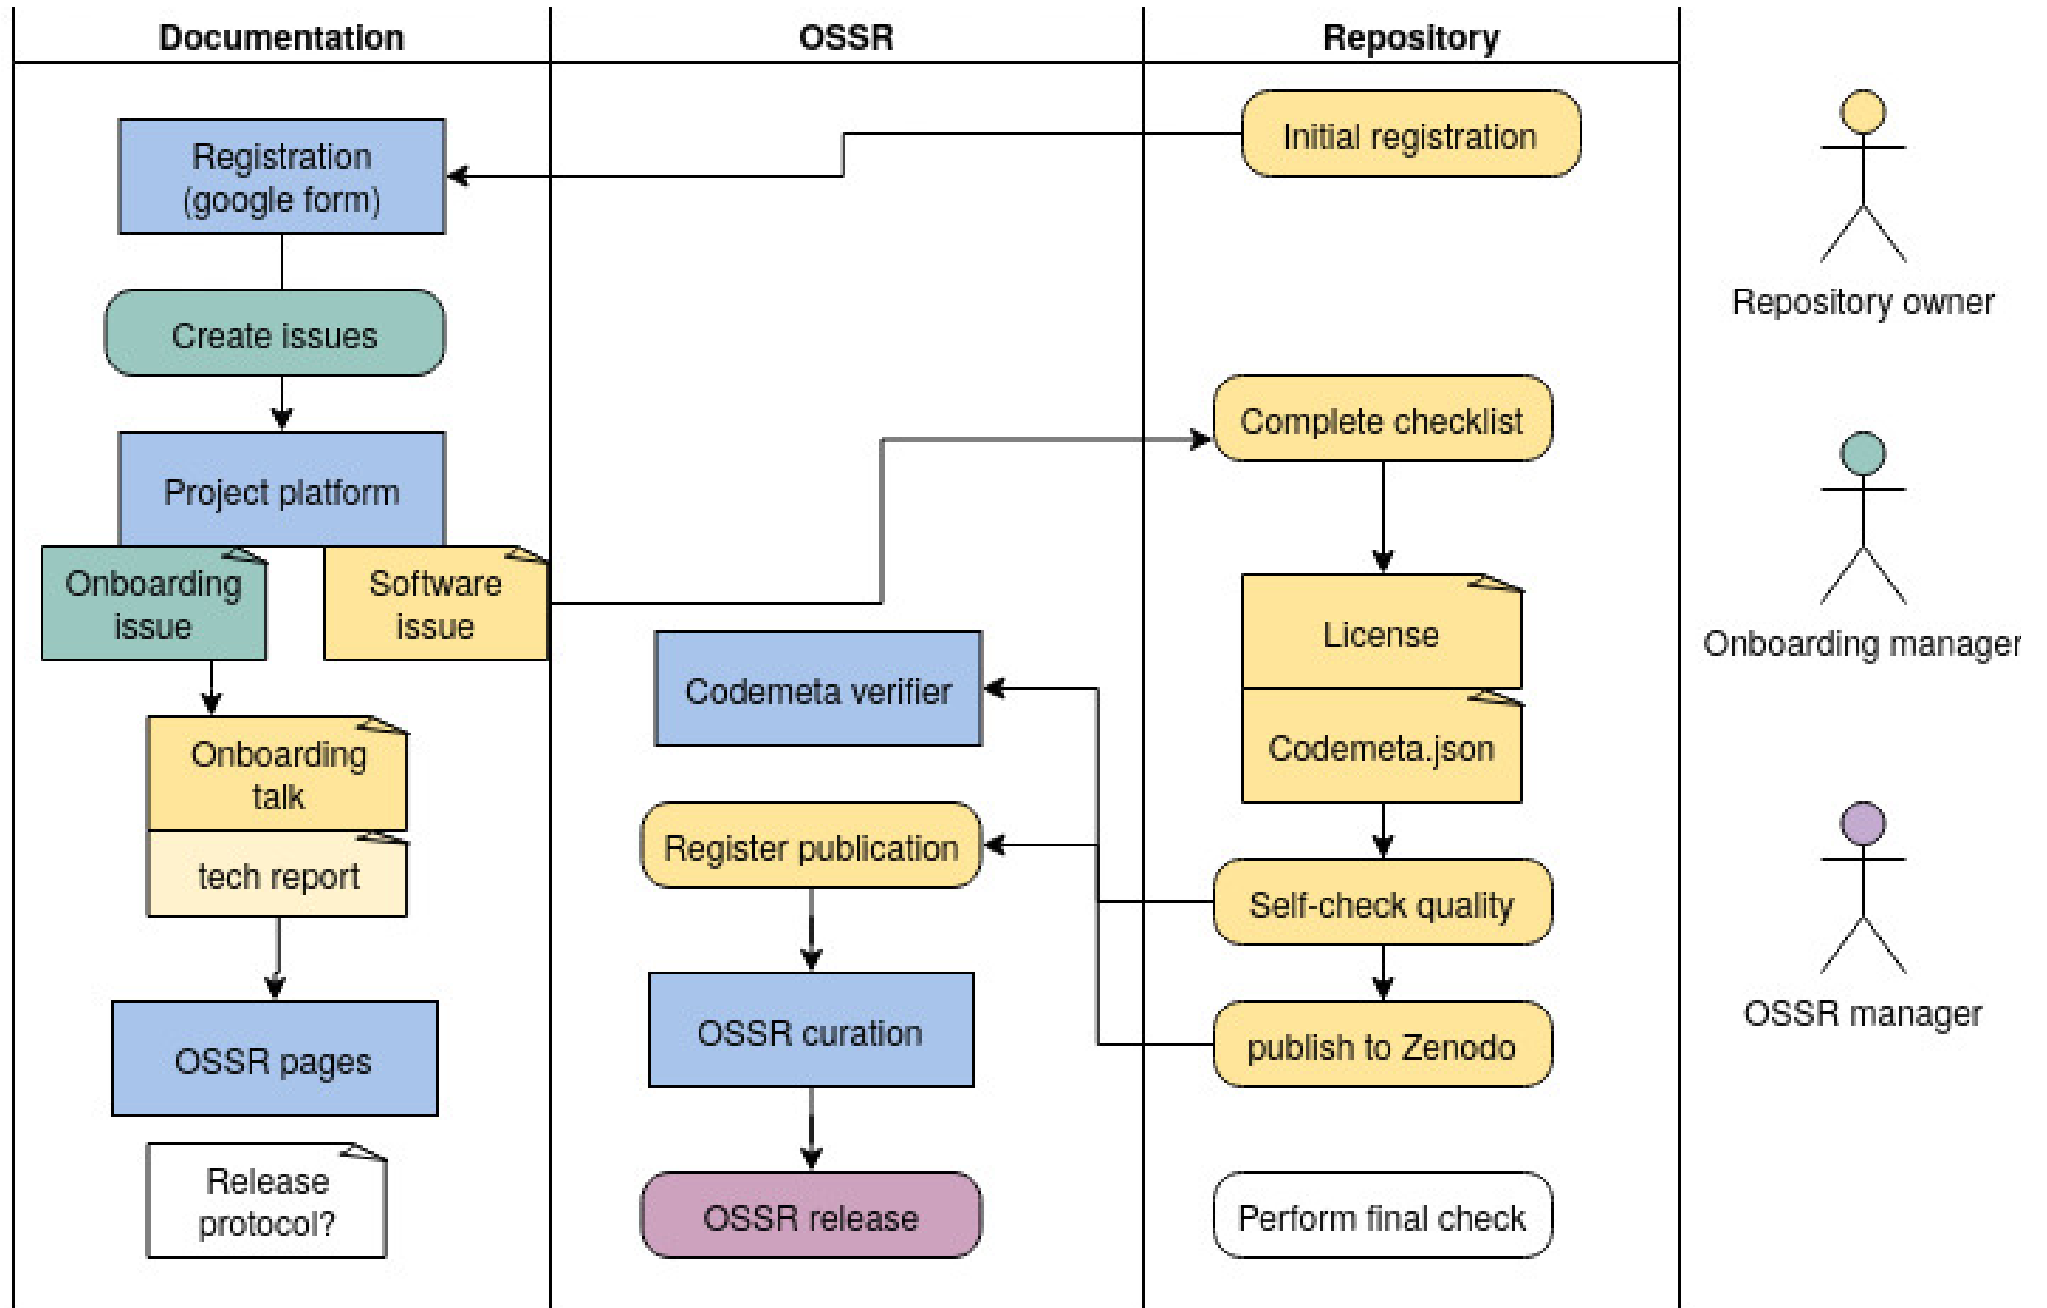 Documentation
OSSR
Repository
Registration
(google form)
Create issues
Project platform
Onboarding
issue
Software
issue
Onboarding
talk
tech report
OSSR pages
Release
protocol?
Codemeta verifier
Register publication
OSSR curation
OSSR release
Initial registration
Complete checklist
License
Codemeta.json
Self-check quality
publish to Zenodo
Perform final check
Repository owner
Onboarding manager
OSSR manager